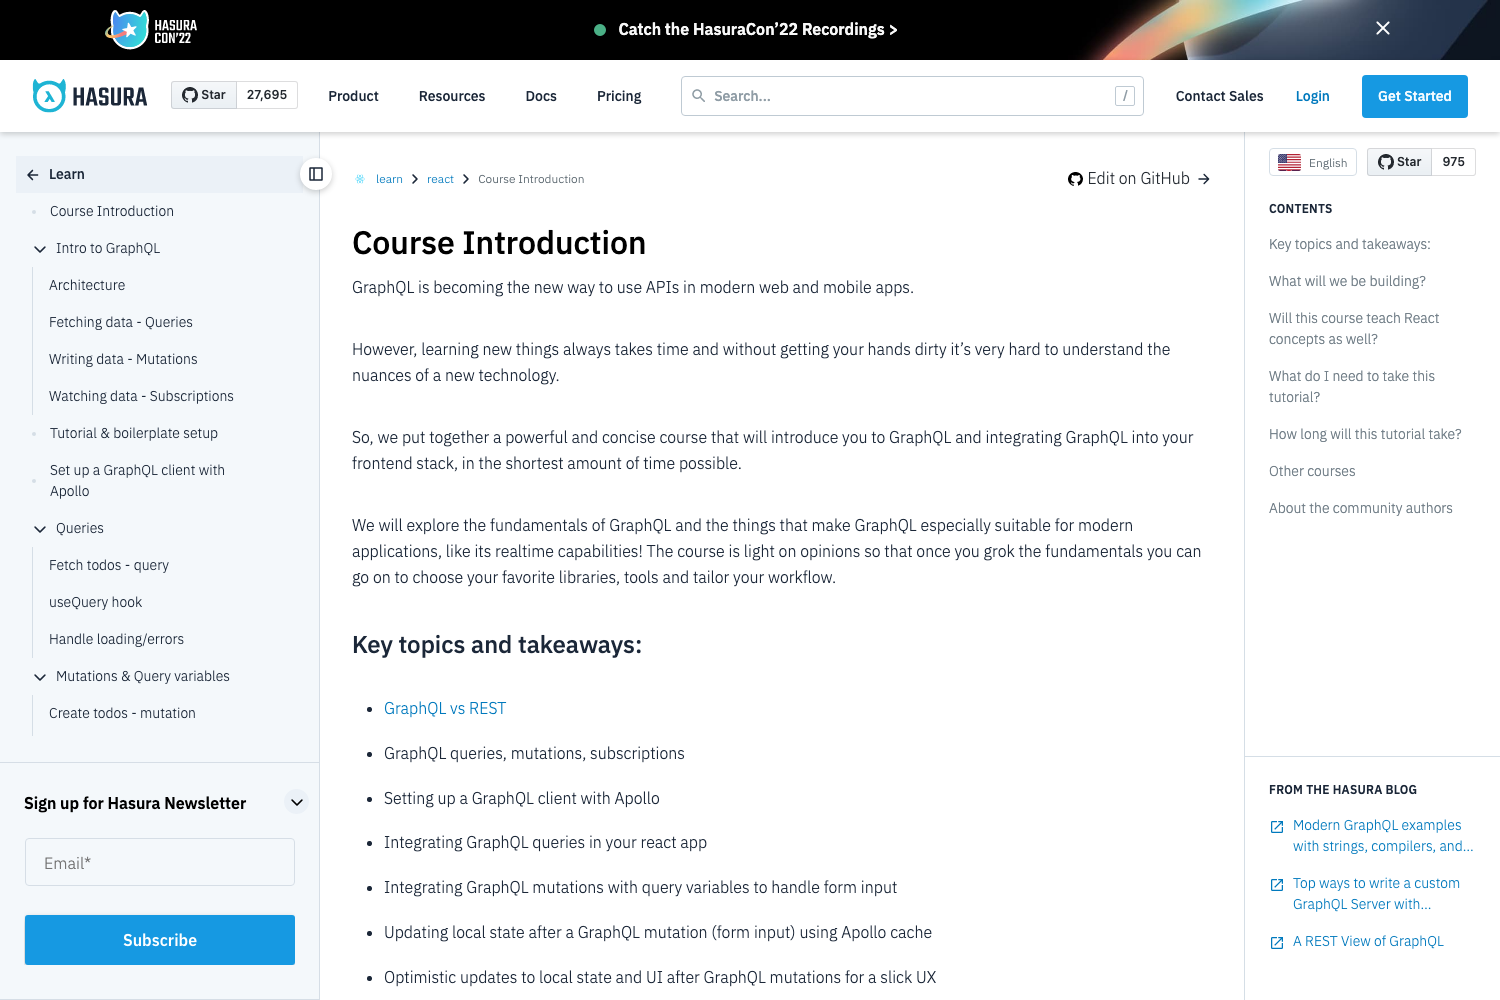 HASURA
CON'22
Catch the HasuraCon’22 Recordings >
HASURA
Star
27,695
Product
Resources
Docs
Pricing
Search...
/
Contact Sales
Login
Get Started
Learn
Course Introduction
Intro to GraphQL
Architecture
Fetching data - Queries
Writing data - Mutations
Watching data - Subscriptions
Tutorial & boilerplate setup
Set up a GraphQL client with
Apollo
Queries
Fetch todos - query
useQuery hook
Handle loading/errors
Mutations & Query variables
Create todos - mutation
Sign up for Hasura Newsletter
Email*
Subscribe
learn > react > Course Introduction
Edit on GitHub
Course Introduction
GraphQL is becoming the new way to use APIs in modern web and mobile apps.
However, learning new things always takes time and without getting your hands dirty it’s very hard to understand the
nuances of a new technology.
So, we put together a powerful and concise course that will introduce you to GraphQL and integrating GraphQL into your
frontend stack, in the shortest amount of time possible.
We will explore the fundamentals of GraphQL and the things that make GraphQL especially suitable for modern
applications, like its realtime capabilities! The course is light on opinions so that once you grok the fundamentals you can
go on to choose your favorite libraries, tools and tailor your workflow.
Key topics and takeaways:
GraphQL vs REST
GraphQL queries, mutations, subscriptions
Setting up a GraphQL client with Apollo
Integrating GraphQL queries in your react app
Integrating GraphQL mutations with query variables to handle form input
Updating local state after a GraphQL mutation (form input) using Apollo cache
Optimistic updates to local state and UI after GraphQL mutations for a slick UX
English
Star
975
CONTENTS
Key topics and takeaways:
What will we be building?
Will this course teach React
concepts as well?
What do I need to take this
tutorial?
How long will this tutorial take?
Other courses
About the community authors
FROM THE HASURA BLOG
Modern GraphQL examples
with strings, compilers, and...
Top ways to write a custom
GraphQL Server with...
A REST View of GraphQL